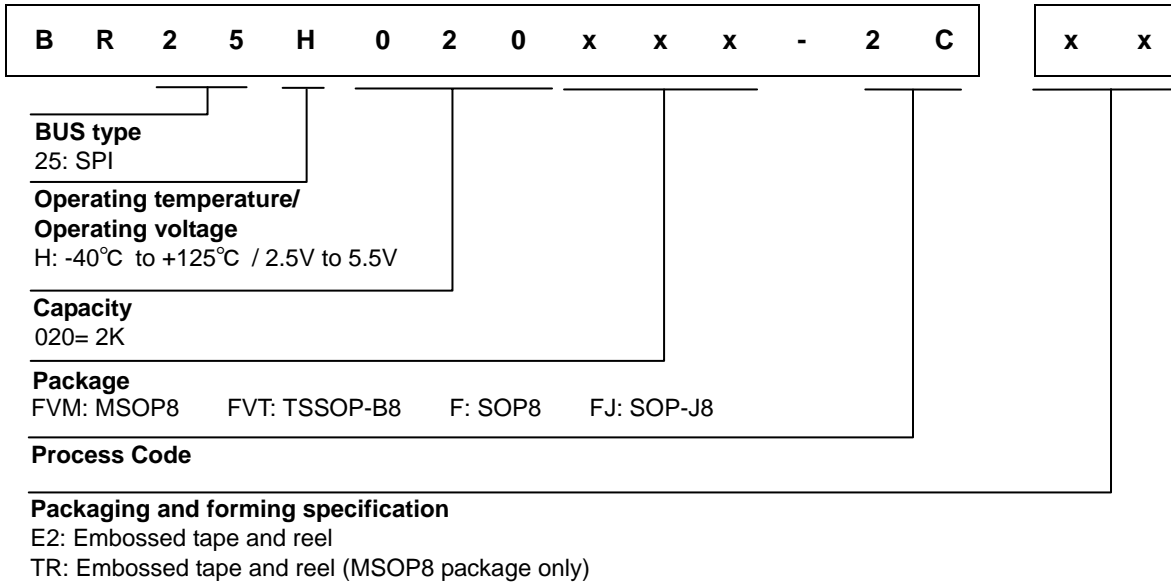 B R 2 5 H 0 2 0 x x x - 2 C x x
BUS type
25: SPI
Operating temperature/
Operating voltage
H: -40℃ to +125℃ / 2.5V to 5.5V
Capacity
020= 2K
Package
FVM: MSOP8 FVT: TSSOP-B8 F: SOP8 FJ: SOP-J8
Process Code
Packaging and forming specification
E2: Embossed tape and reel
TR: Embossed tape and reel (MSOP8 package only)